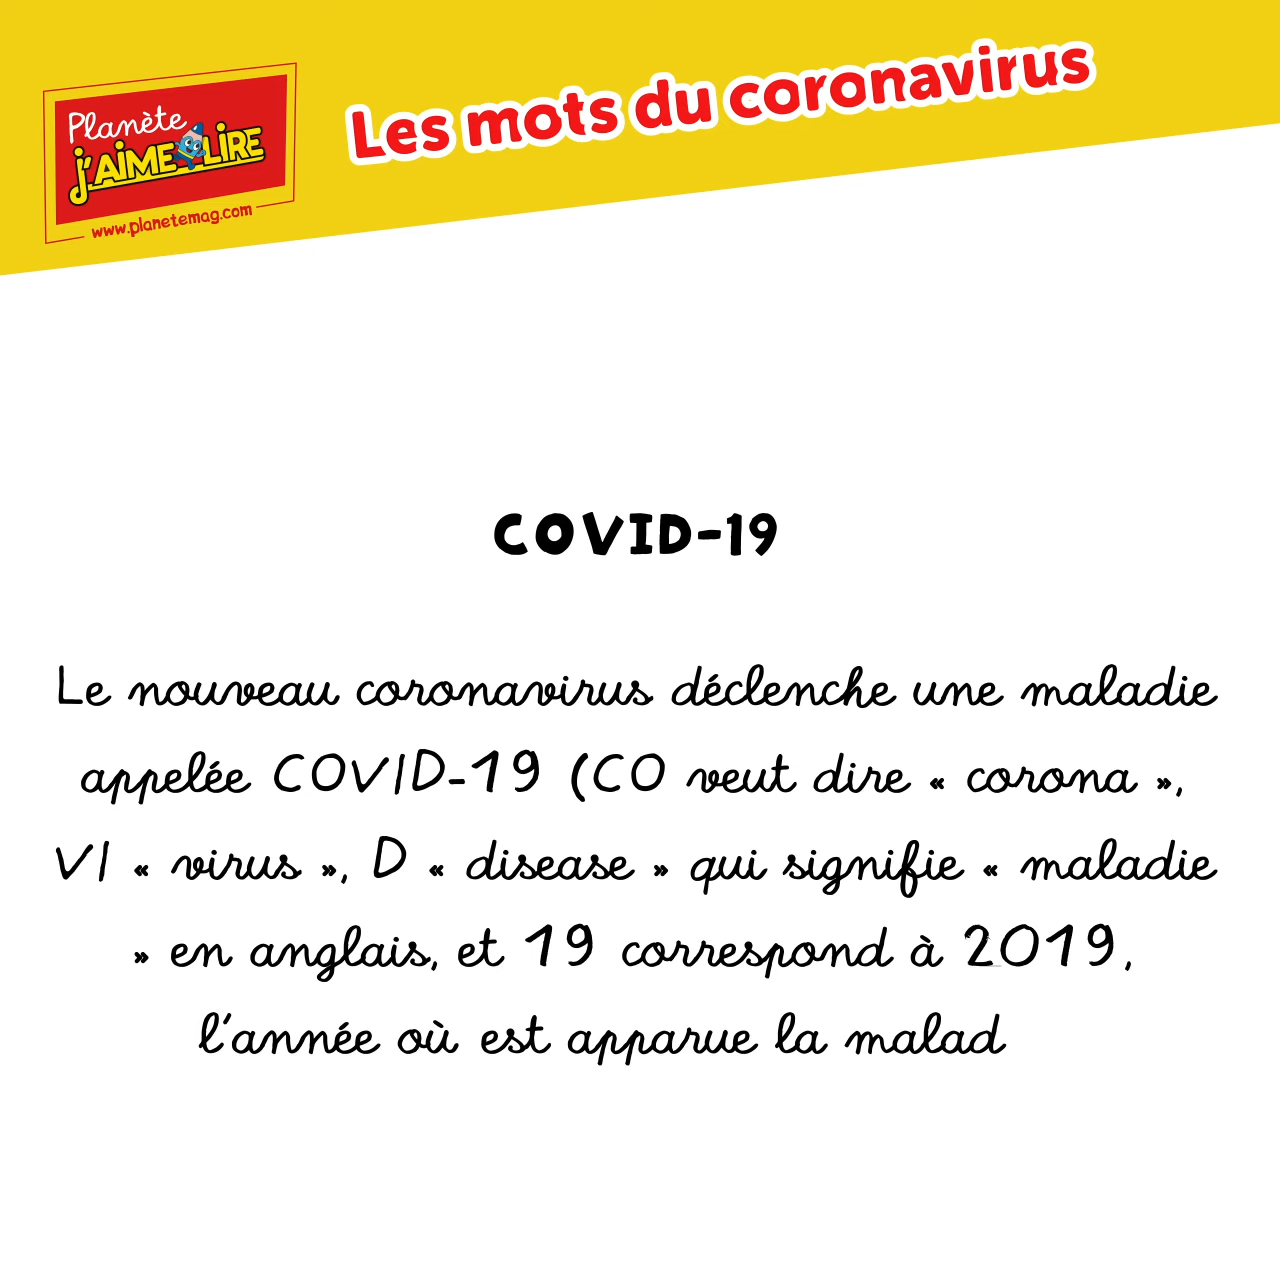 Planète
j'AIME LIRE
www.planetemag.com
Les mots du coronavirus
COVID-19
Le nouveau coronavirus déclenche une maladie
appelée COVID-19 (CO veut dire « corona »,
VI « virus », D « disease » qui signifie « maladie
» en anglais, et 19 correspond à 2019,
l'année où est apparue la malad